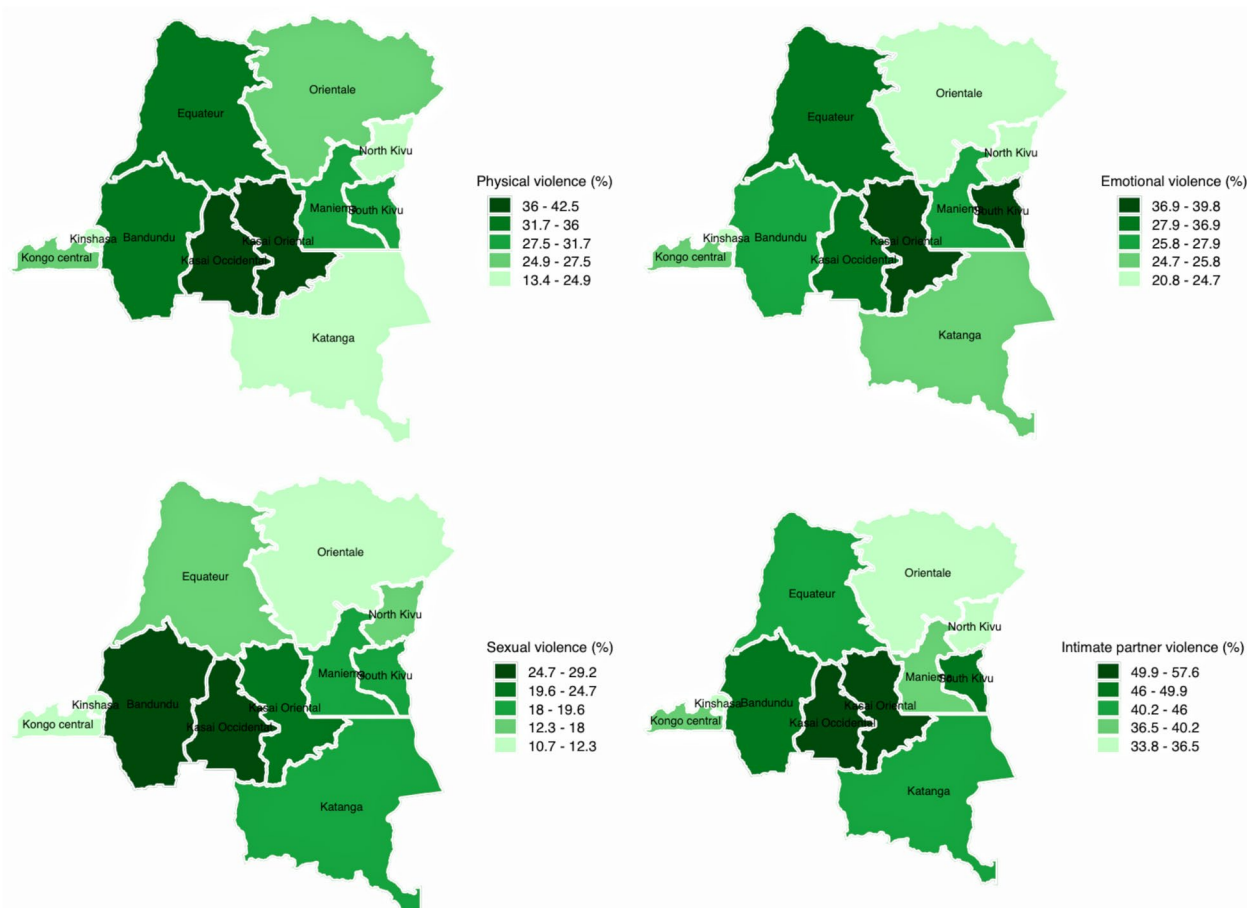 Equateur
Orientale
North Kivu
Maniema
South Kivu
Kinshasa
Bandundu
Kasai Oriental
Kongo central
Kasai Occidental
Katanga
Physical violence (%)
36 - 42.5
31.7 - 36
27.5 - 31.7
24.9 - 27.5
13.4 - 24.9
Orientale
Equateur
North Kivu
Maniema
South Kivu
Kinshasa
Bandundu
Kasai Oriental
Kongo central
Kasai Occidental
Katanga
Emotional violence (%)
36.9 - 39.8
27.9 - 36.9
25.8 - 27.9
24.7 - 25.8
20.8 - 24.7
Orientale
Equateur
North Kivu
Maniema
South Kivu
Kinshasa
Bandundu
Kasai Oriental
Kongo central
Kasai Occidental
Katanga
Sexual violence (%)
24.7 - 29.2
19.6 - 24.7
18 - 19.6
12.3 - 18
10.7 - 12.3
Orientale
Equateur
North Kivu
Maniema
South Kivu
Kinshasa
Bandundu
Kasai Oriental
Kongo central
Kasai Occidental
Katanga
Intimate partner violence (%)
49.9 - 57.6
46 - 49.9
40.2 - 46
36.5 - 40.2
33.8 - 36.5